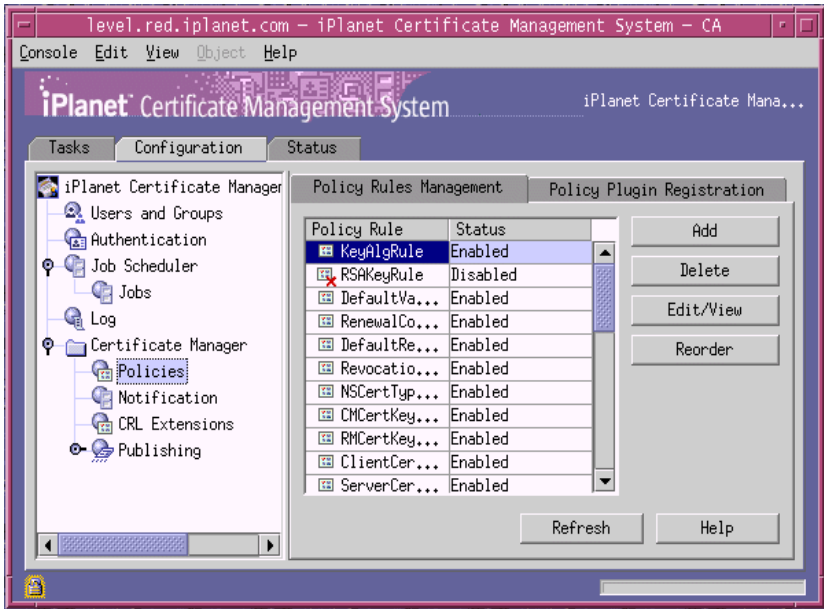 level.red.iplanet.com – iPlanet Certificate Management System – CA
Console Edit View Object Help
iPlanet Certificate Management System
iPlanet Certificate Mana...
Tasks Configuration Status
iPlanet Certificate Manager
Users and Groups
Authentication
Job Scheduler
Jobs
Log
Certificate Manager
Policies
Notification
CRL Extensions
Publishing
Policy Rules Management Policy Plugin Registration
Policy Rule Status
KeyAlgRule Enabled
RSAKeyRule Disabled
DefaultVa... Enabled
RenewalCo... Enabled
DefaultRe... Enabled
Revocatio... Enabled
NSCertTyp... Enabled
CMCertKey... Enabled
RMCertKey... Enabled
ClientCer... Enabled
ServerCer... Enabled
Add
Delete
Edit/View
Reorder
Refresh Help